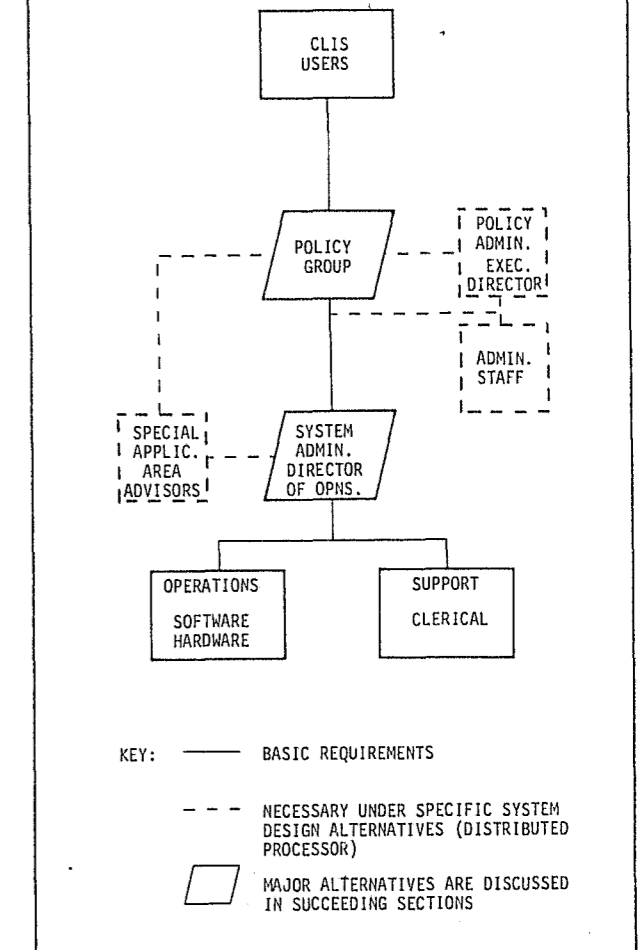 CLIS
USERS
POLICY
GROUP
POLICY
ADMIN.
EXEC.
DIRECTOR
ADMIN.
STAFF
SPECIAL
APPLIC.
AREA
ADVISORS
SYSTEM
ADMIN.
DIRECTOR
OF OPNS.
OPERATIONS
SOFTWARE
HARDWARE
SUPPORT
CLERICAL
KEY:
BASIC REQUIREMENTS
NECESSARY UNDER SPECIFIC SYSTEM
DESIGN ALTERNATIVES (DISTRIBUTED
PROCESSOR)
MAJOR ALTERNATIVES ARE DISCUSSED
IN SUCCEEDING SECTIONS